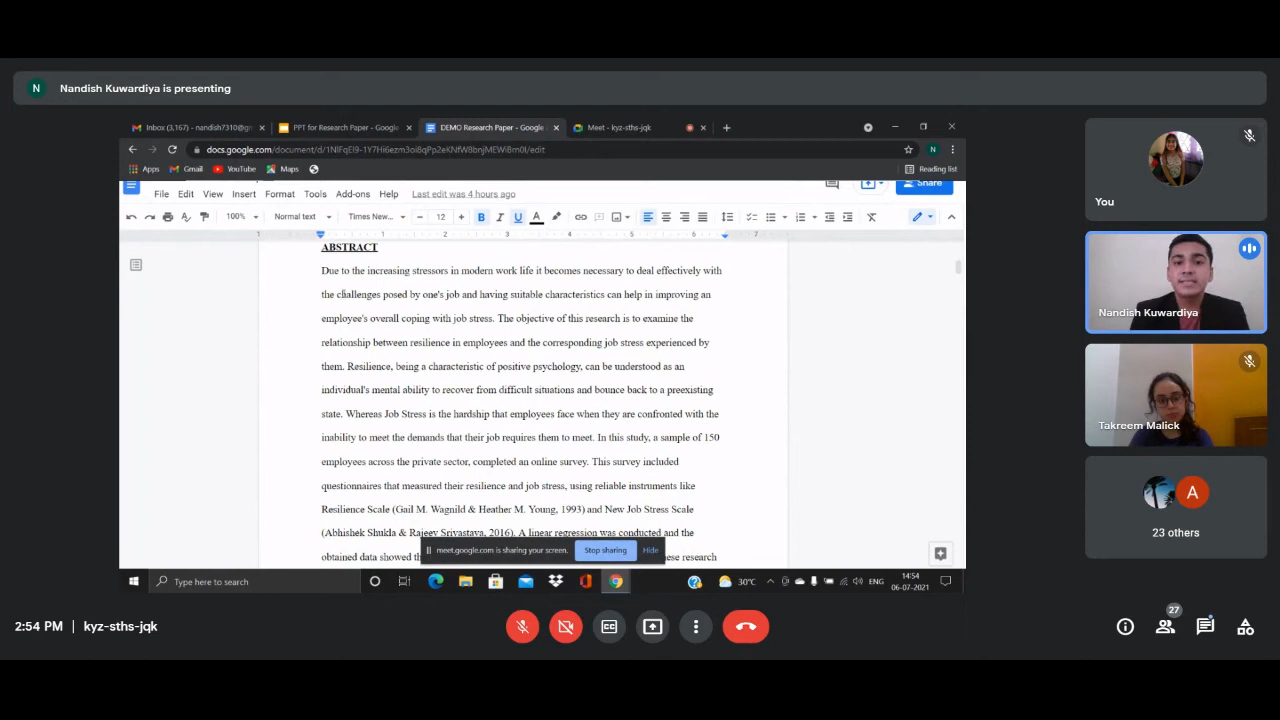 N Nandish Kuwardiya is presenting
Inbox (3,167) - nandish7310@g
PPT for Research Paper - Google
DEMO Research Paper - Google
Meet - kyz-sths-jqk
docs.google.com/document/d/
/edit
N
Apps Gmail YouTube Maps
Reading list
File Edit View Insert Format Tools Add-ons Help Last edit was 4 hours ago
Share
100% Normal text Times New... 12 B I U A
1 1 2 3 4 5 6 7
ABSTRACT
Due to the increasing stressors in modern work life it becomes necessary to deal effectively with
the challenges posed by one's job and having suitable characteristics can help in improving an
employee's overall coping with job stress. The objective of this research is to examine the
relationship between resilience in employees and the corresponding job stress experienced by
them. Resilience, being a characteristic of positive psychology, can be understood as an
individual's mental ability to recover from difficult situations and bounce back to a preexisting
state. Whereas Job Stress is the hardship that employees face when they are confronted with the
inability to meet the demands that their job requires them to meet. In this study, a sample of 150
employees across the private sector, completed an online survey. This survey included
questionnaires that measured their resilience and job stress, using reliable instruments like
Resilience Scale (Gail M. Wagnild & Heather M. Young, 1993) and New Job Stress Scale
(Abhishek Shukla & Rajeev Srivastava, 2016). A linear regression was conducted and the
obtained data showed th
research
meet.google.com is sharing your screen. Stop sharing Hide
Type here to search
30°C ENG
14:54
06-07-2021
You
Nandish Kuwardiya
Takreem Malick
A
23 others
2:54 PM | kyz-sths-jqk
CC
27